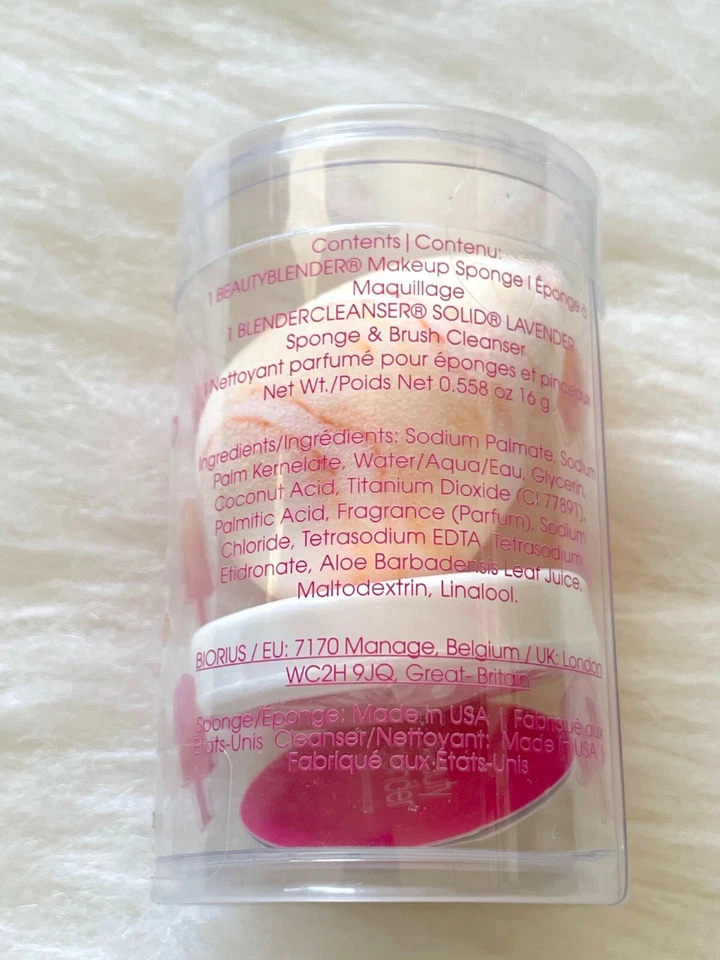 Contents | Contenu:
1 BEAUTYBLENDER® Makeup Sponge | Éponge à
Maquillage
1 BLENDERCLEANSER® SOLID® LAVENDER
Sponge & Brush Cleanser
| Nettoyant parfumé pour éponges et pinceaux
Net Wt./Poids Net 0.558 oz 16 g
Ingredients/Ingrédients: Sodium Palmate, Sodium
Palm Kernelate, Water/Aqua/Eau, Glycerin,
Coconut Acid, Titanium Dioxide (CI 77891),
Palmitic Acid, Fragrance (Parfum), Sodium
Chloride, Tetrasodium EDTA, Tetrasodium
Etidronate, Aloe Barbadensis Leaf Juice,
Maltodextrin, Linalool.
BIORIUS / EU: 7170 Manage, Belgium / UK: London
WC2H 9JQ, Great- Britain
Sponge/Éponge: Made in USA | Fabriqué aux
États-Unis Cleanser/Nettoyant: Made in USA |
Fabriqué aux États-Unis